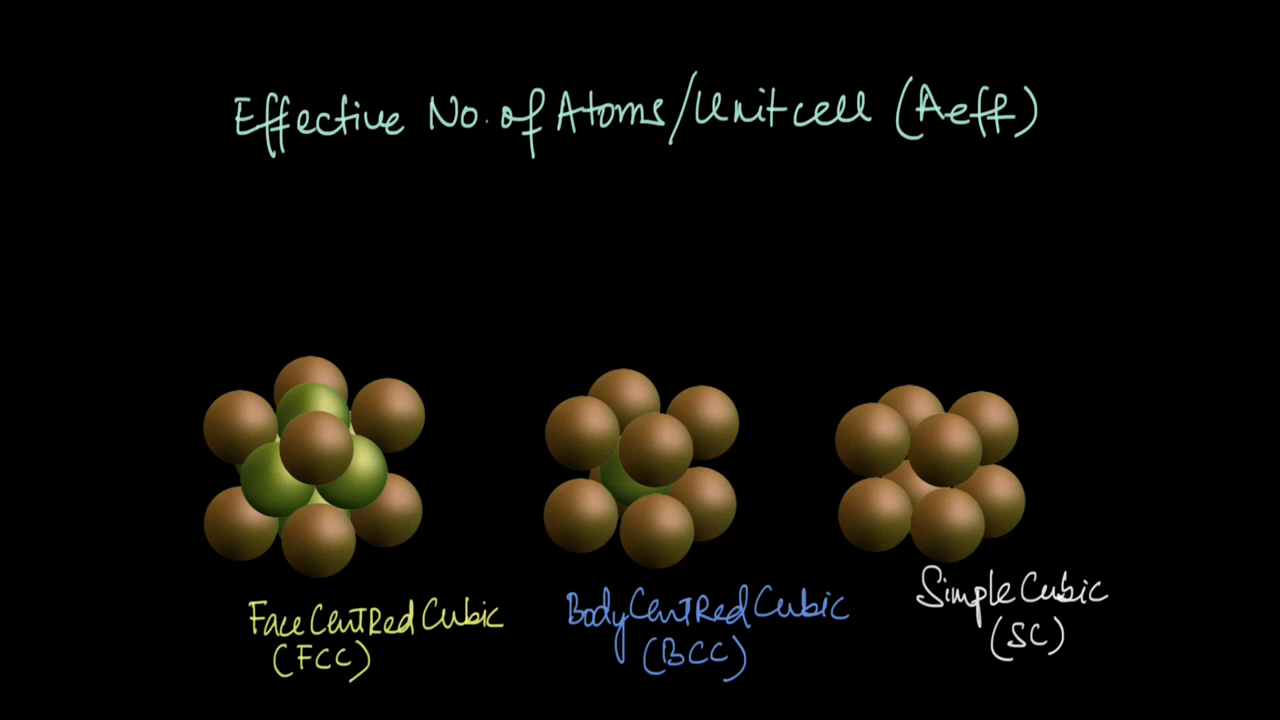 Effective No. of Atoms/Unitcell (Aeff)
Face CentRed Cubic
(FCC)
Body CentRed Cubic
(BCC)
Simple Cubic
(SC)